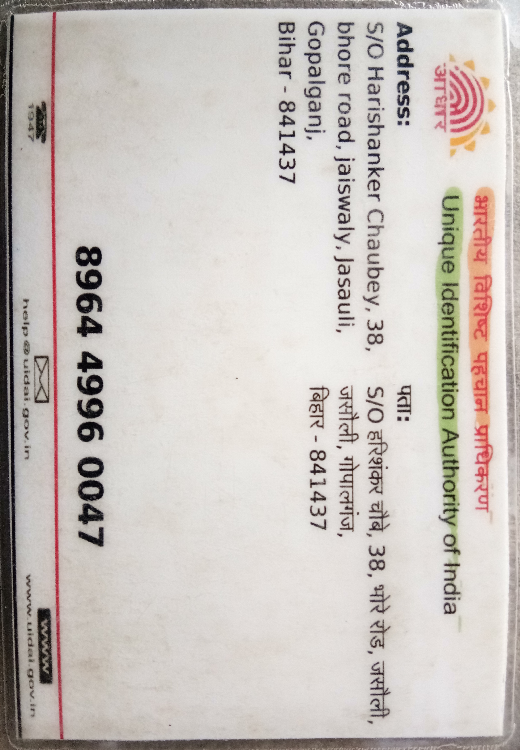 आधार
भारतीय विशिष्ट पहचान प्राधिकरण
Unique Identification Authority of India
Address:
S/O Harishanker Chaubey, 38,
bhore road, jaiswaly, Jasauli,
Gopalganj,
Bihar - 841437
पता:
S/O हरिशंकर चौबे, 38, भोरे रोड, जसौली,
जसौली, गोपालगंज,
बिहार - 841437
8964 4996 0047
1947
help@uidai.gov.in
www
www.uidai.gov.in